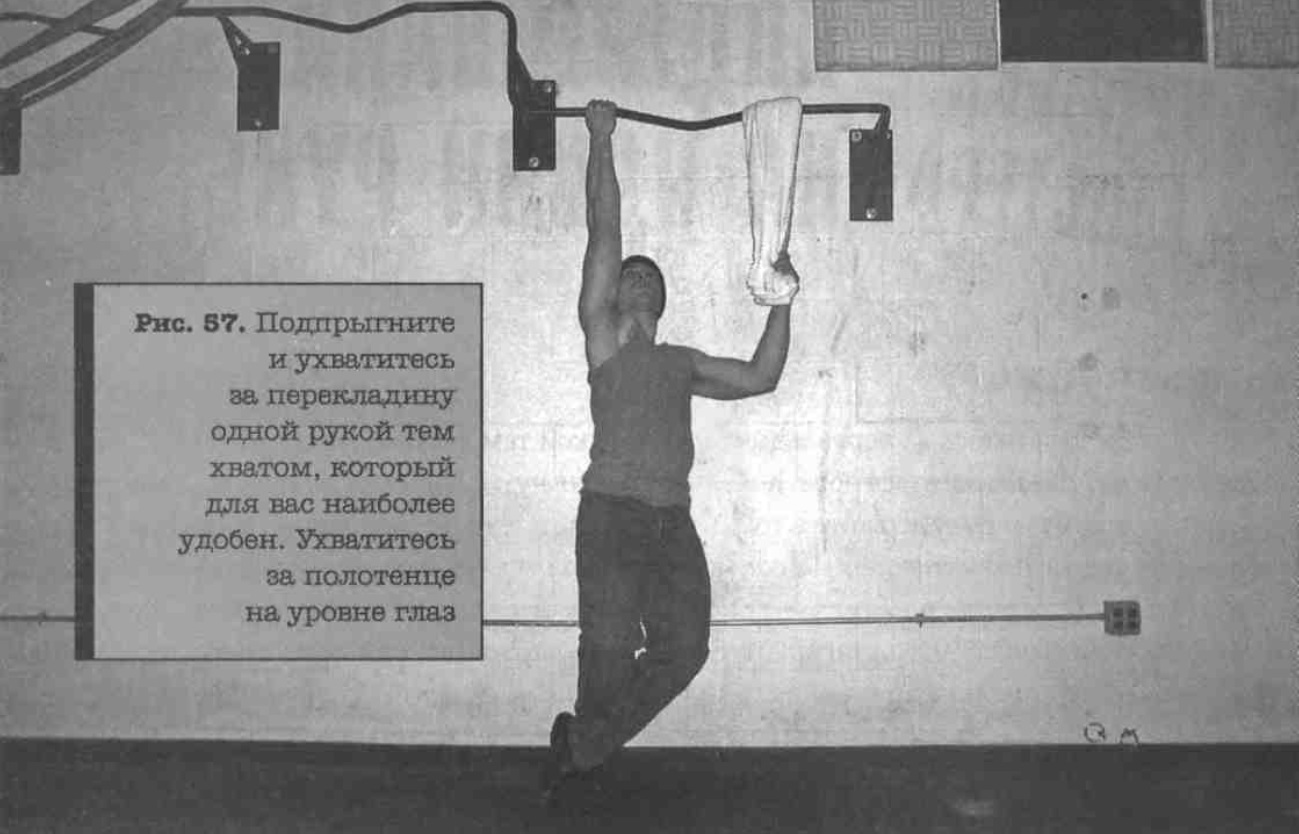 Рис. 57. Подпрыгните
и ухватитесь
за перекладину
одной рукой тем
хватом, который
для вас наиболее
удобен. Ухватитесь
за полотенце
на уровне глаз